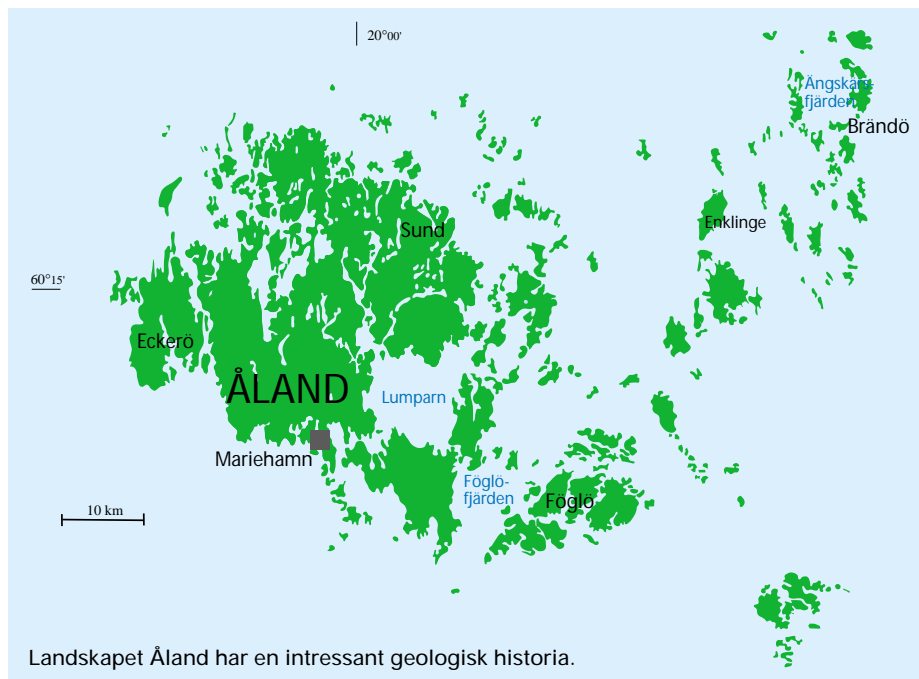 20°00'
Ängskärs-
fjärden
Brändö
Enklinge
Sund
60°15'
Eckerö
ÅLAND
Lumparn
Mariehamn
Föglö-
fjärden
Föglö
10 km
Landskapet Åland har en intressant geologisk historia.